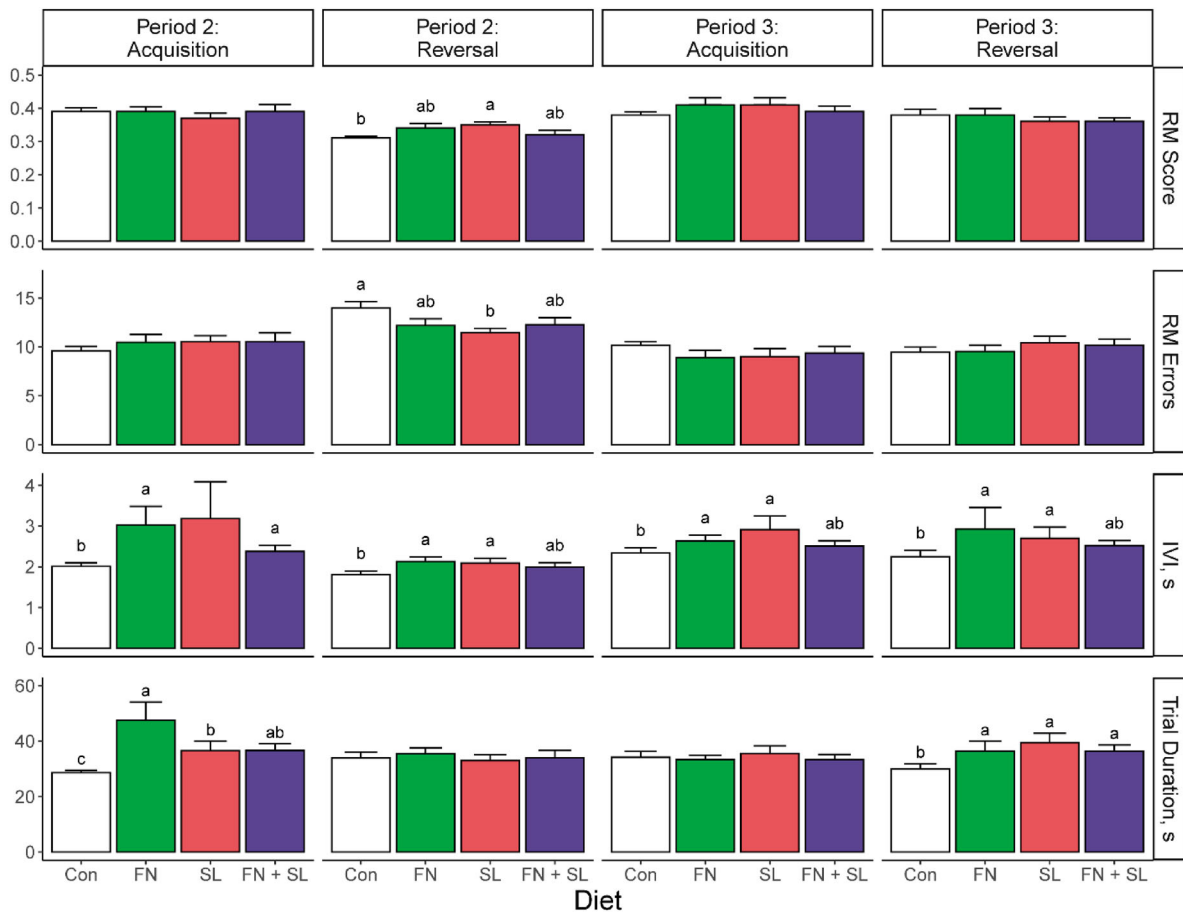 Period 2: Acquisition
Period 2: Reversal
Period 3: Acquisition
Period 3: Reversal
0.5
0.4
0.3
0.2
0.1
0.0
b ab a ab
RM Score
15
10
5
0
a ab b ab
RM Errors
4
3
2
1
0
b a a
b a a ab
b a a ab
b a a ab
IVI, s
60
40
20
0
c a b ab
b a a a
Trial Duration, s
Con FN SL FN + SL
Con FN SL FN + SL
Con FN SL FN + SL
Con FN SL FN + SL
Diet